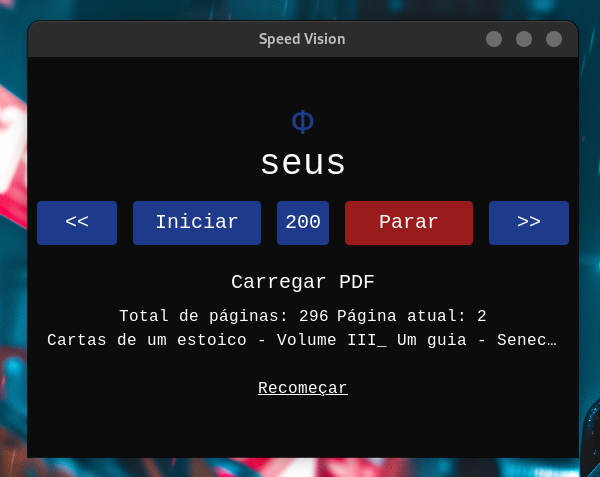 Speed Vision
Φ
seus
<< Iniciar 200 Parar >>
Carregar PDF
Total de páginas: 296 Página atual: 2
Cartas de um estoico - Volume III_ Um guia - Senec…
Recomeçar